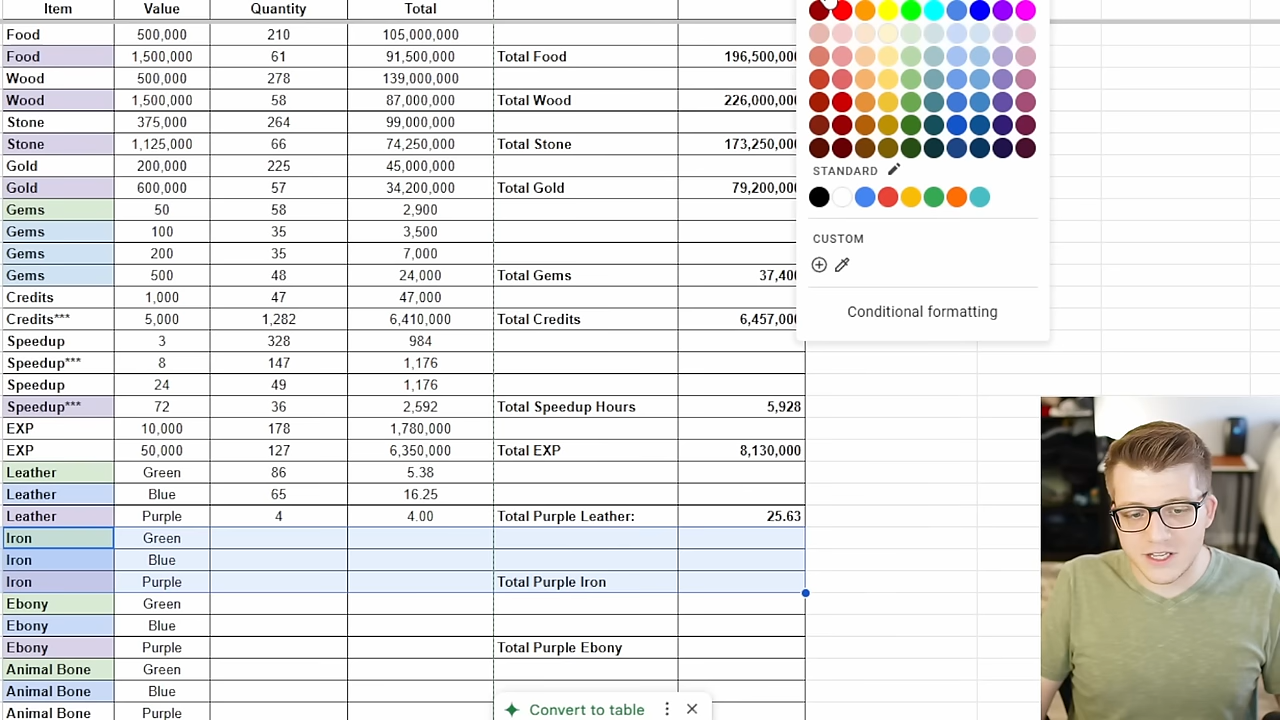 Item Value Quantity Total
Food 500,000 210 105,000,000
Food 1,500,000 61 91,500,000 Total Food 196,500,000
Wood 500,000 278 139,000,000
Wood 1,500,000 58 87,000,000 Total Wood 226,000,000
Stone 375,000 264 99,000,000
Stone 1,125,000 66 74,250,000 Total Stone 173,250,000
Gold 200,000 225 45,000,000
Gold 600,000 57 34,200,000 Total Gold 79,200,000
Gems 50 58 2,900
Gems 100 35 3,500
Gems 200 35 7,000
Gems 500 48 24,000 Total Gems 37,400
Credits 1,000 47 47,000
Credits*** 5,000 1,282 6,410,000 Total Credits 6,457,000
Speedup 3 328 984
Speedup*** 8 147 1,176
Speedup 24 49 1,176
Speedup*** 72 36 2,592 Total Speedup Hours 5,928
EXP 10,000 178 1,780,000
EXP 50,000 127 6,350,000 Total EXP 8,130,000
Leather Green 86 5.38
Leather Blue 65 16.25
Leather Purple 4 4.00 Total Purple Leather: 25.63
Iron Green
Iron Blue
Iron Purple Total Purple Iron
Ebony Green
Ebony Blue
Ebony Purple Total Purple Ebony
Animal Bone Green
Animal Bone Blue
Animal Bone Purple
STANDARD
CUSTOM
Conditional formatting
Convert to table